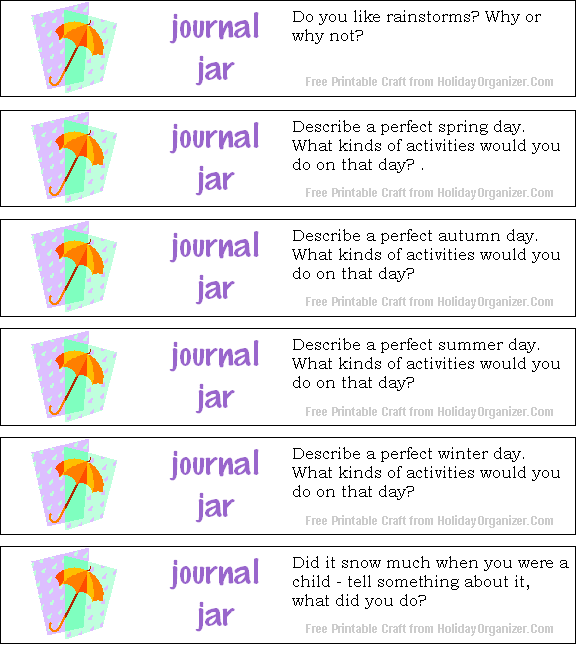 journal
jar
Do you like rainstorms? Why or
why not?
Free Printable Craft from HolidayOrganizer.Com
journal
jar
Describe a perfect spring day.
What kinds of activities would you
do on that day? .
Free Printable Craft from HolidayOrganizer.Com
journal
jar
Describe a perfect autumn day.
What kinds of activities would you
do on that day?
Free Printable Craft from HolidayOrganizer.Com
journal
jar
Describe a perfect summer day.
What kinds of activities would you
do on that day?
Free Printable Craft from HolidayOrganizer.Com
journal
jar
Describe a perfect winter day.
What kinds of activities would you
do on that day?
Free Printable Craft from HolidayOrganizer.Com
journal
jar
Did it snow much when you were a
child - tell something about it,
what did you do?
Free Printable Craft from HolidayOrganizer.Com